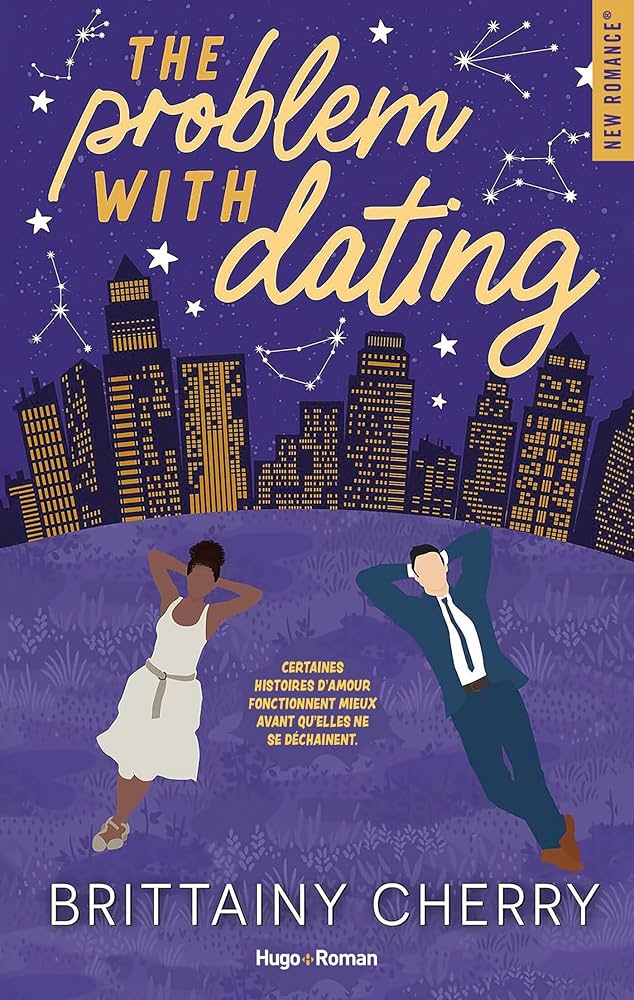 THE
problem
WITH
dating
NEW ROMANCE®
CERTAINES
HISTOIRES D'AMOUR
FONCTIONNENT MIEUX
AVANT QU'ELLES NE
SE DÉCHAINENT.
BRITTAINY CHERRY
Hugo Roman